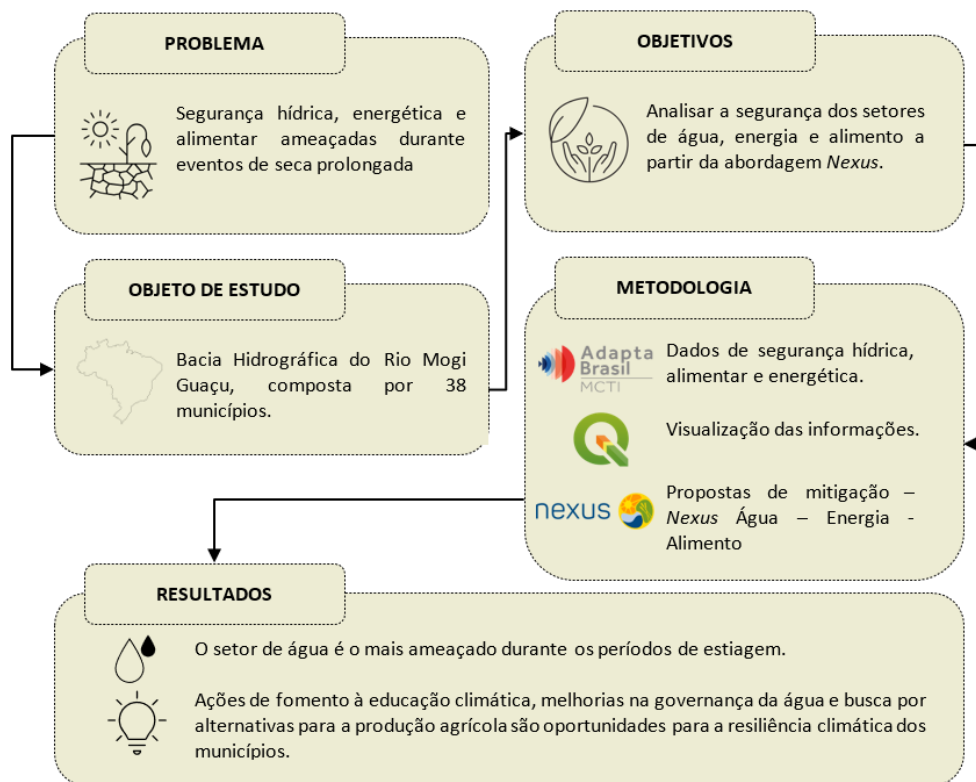 PROBLEMA
Segurança hídrica, energética e
alimentar ameaçadas durante
eventos de seca prolongada
OBJETO DE ESTUDO
Bacia Hidrográfica do Rio Mogi
Guaçu, composta por 38
municípios.
OBJETIVOS
Analisar a segurança dos setores
de água, energia e alimento a
partir da abordagem Nexus.
METODOLOGIA
Adapta
Brasil
MCTI
Dados de segurança hídrica,
alimentar e energética.
Visualização das informações.
nexus
Propostas de mitigação –
Nexus Água – Energia -
Alimento
RESULTADOS
O setor de água é o mais ameaçado durante os períodos de estiagem.
Ações de fomento à educação climática, melhorias na governança da água e busca por
alternativas para a produção agrícola são oportunidades para a resiliência climática dos
municípios.